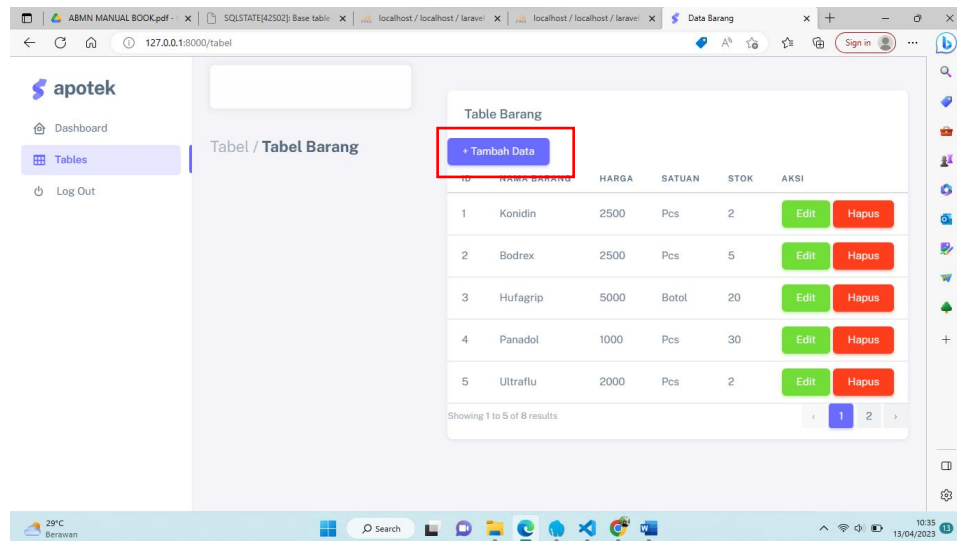 ABMN MANUAL BOOK.pdf -
SQLSTATE[42S02]: Base table
localhost / localhost / laravel
localhost / localhost / laravel
Data Barang
127.0.0.1:8000/tabel
Sign in
apotek
Dashboard
Tables
Log Out
Tabel / Tabel Barang
Table Barang
+ Tambah Data
ID NAMA BARANG HARGA SATUAN STOK AKSI
1 Konidin 2500 Pcs 2 Edit Hapus
2 Bodrex 2500 Pcs 5 Edit Hapus
3 Hufagrip 5000 Botol 20 Edit Hapus
4 Panadol 1000 Pcs 30 Edit Hapus
5 Ultraflu 2000 Pcs 2 Edit Hapus
Showing 1 to 5 of 8 results
‹ 1 2 ›
29°C
Berawan
Search
10:35
13/04/2023
13